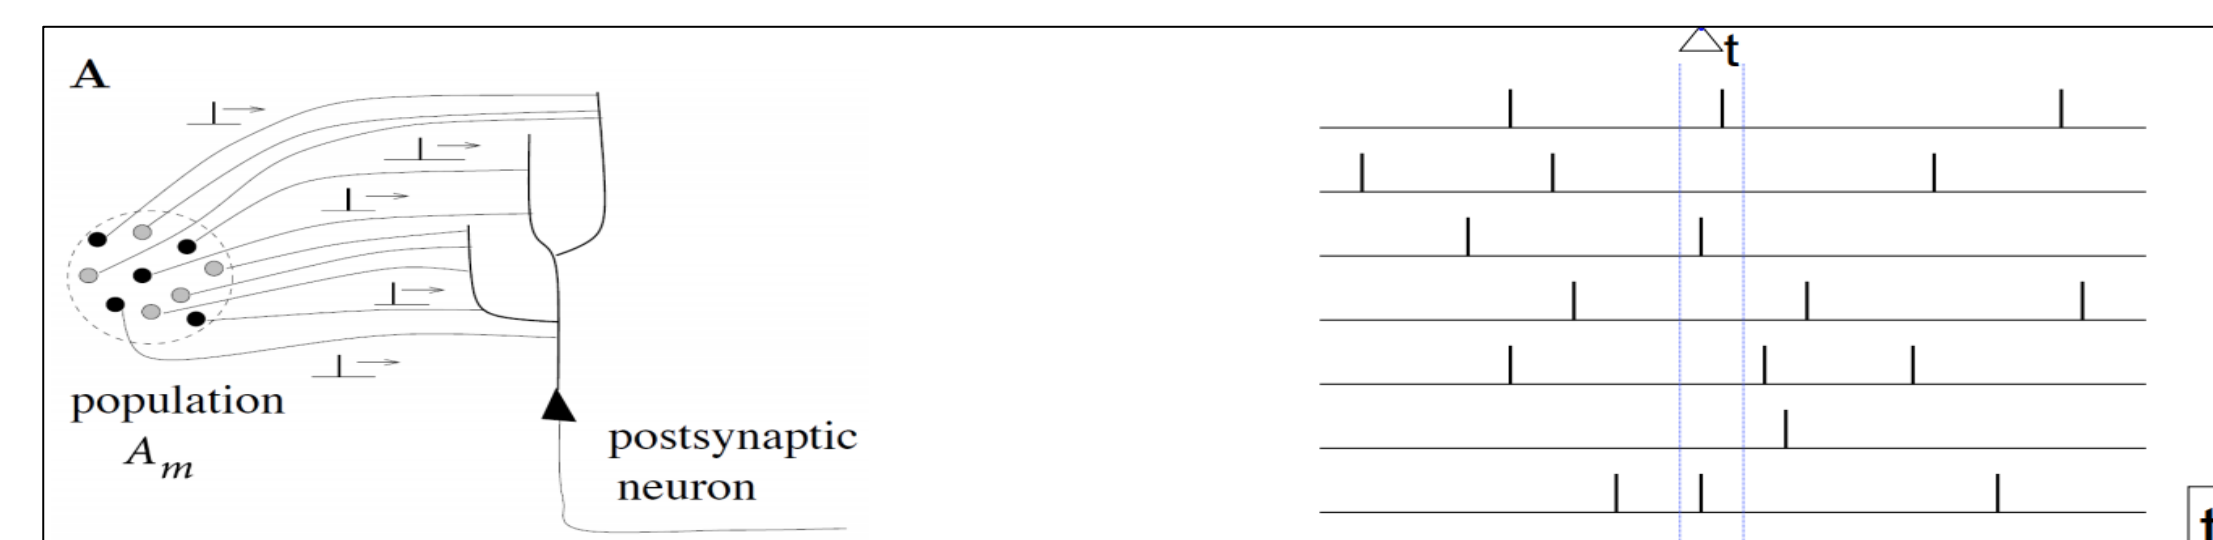 A
△t
population
A_m
postsynaptic
neuron